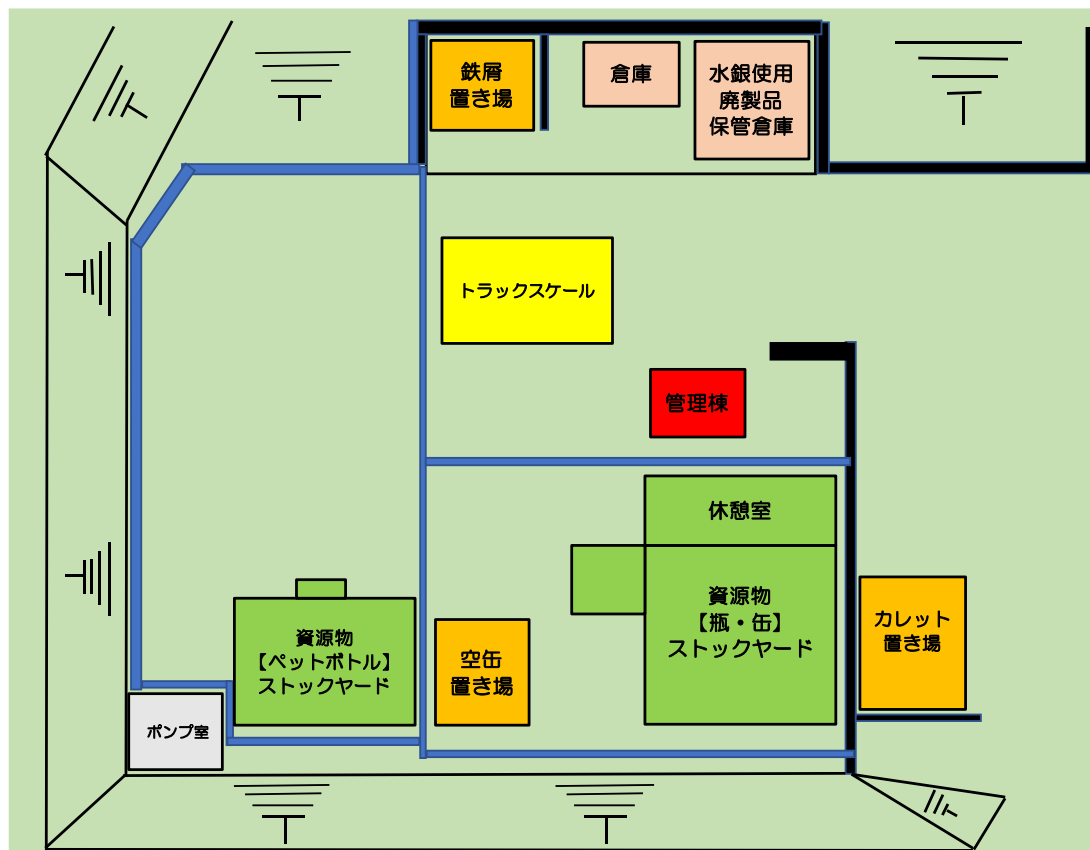 鉄屑
置き場
倉庫
水銀使用
廃製品
保管倉庫
トラックスケール
管理棟
休憩室
資源物
【瓶・缶】
ストックヤード
カレット
置き場
資源物
【ペットボトル】
ストックヤード
空缶
置き場
ポンプ室